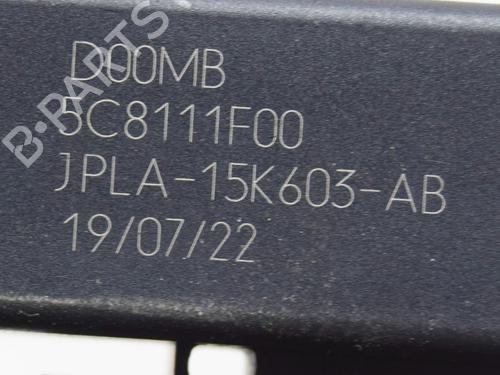 D00MB
5C8111F00
JPLA-15K603-AB
19/07/22
B-PARTS